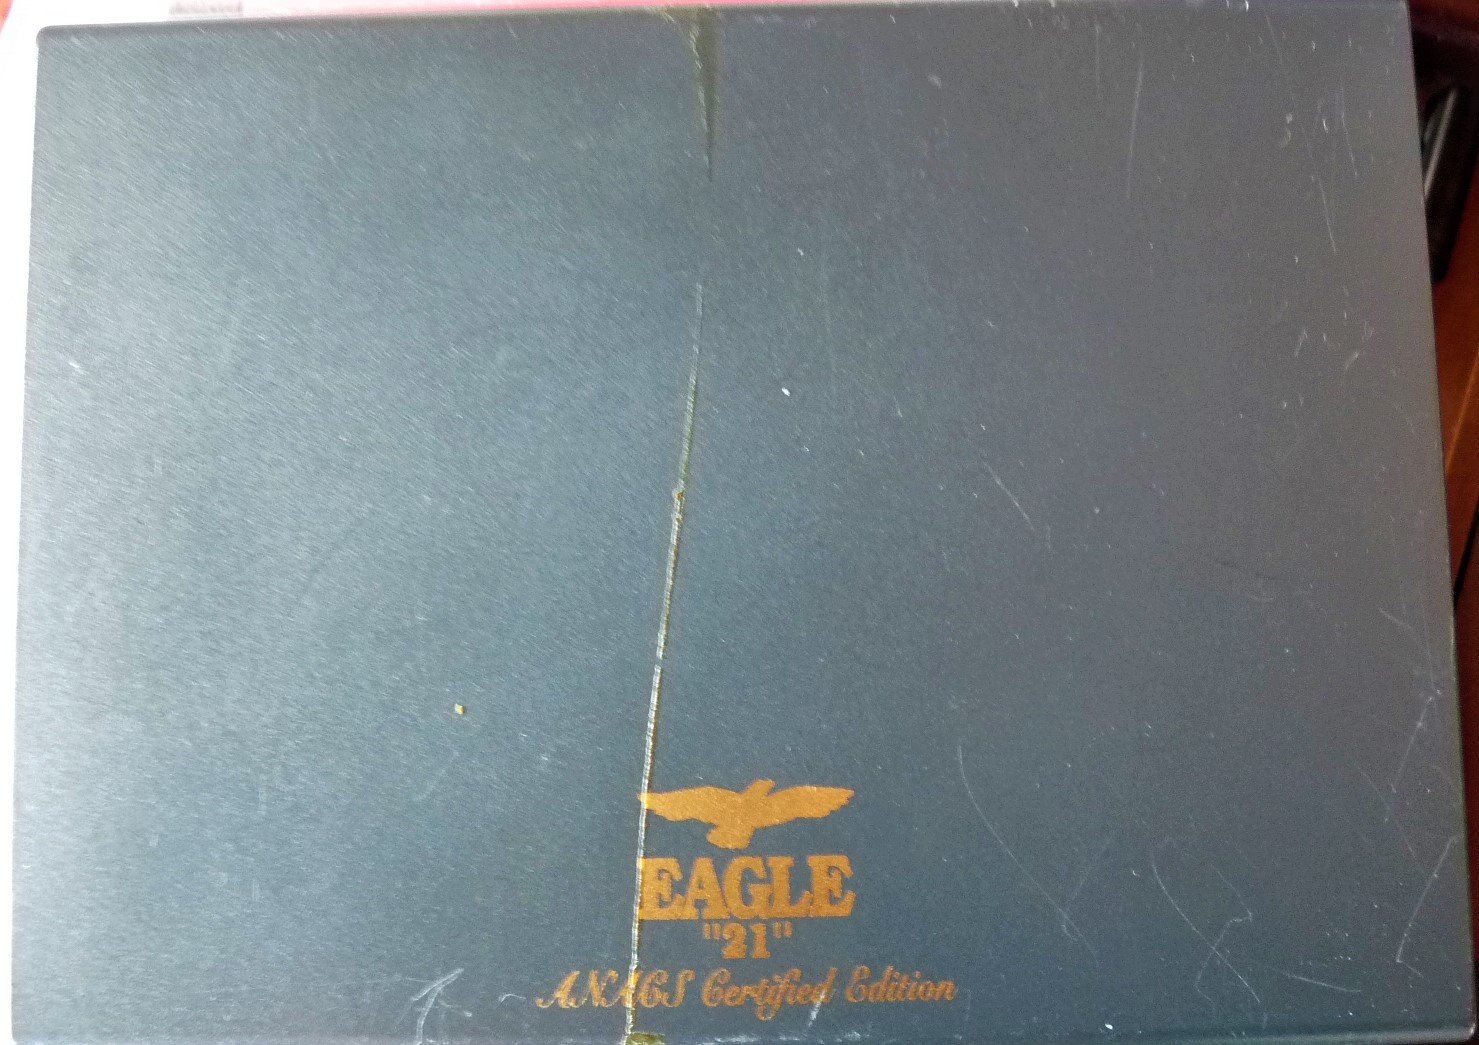 EAGLE
"21"
ANACS Certified Edition